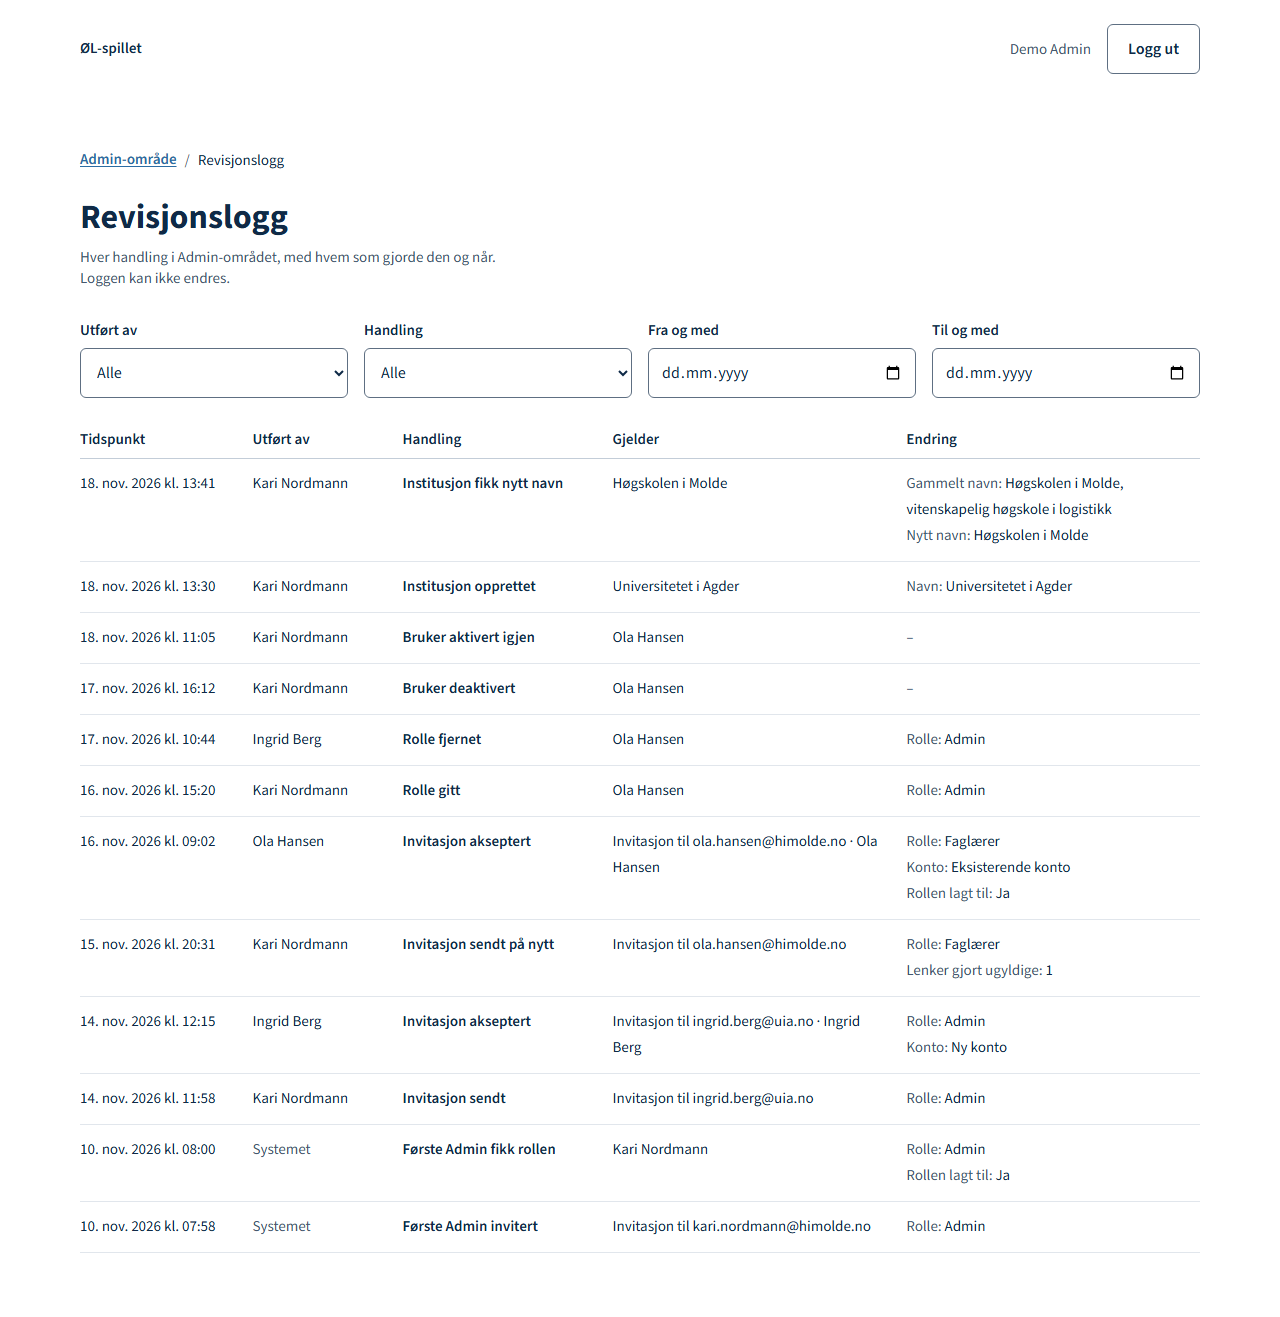 ØL-spillet
Demo Admin
Logg ut
Admin-område / Revisjonslogg
Revisjonslogg
Hver handling i Admin-området, med hvem som gjorde den og når.
Loggen kan ikke endres.
Utført av
Handling
Fra og med
Til og med
Alle
Alle
dd.mm.yyyy
dd.mm.yyyy
Tidspunkt Utført av Handling Gjelder Endring
18. nov. 2026 kl. 13:41 Kari Nordmann Institusjon fikk nytt navn Høgskolen i Molde Gammelt navn: Høgskolen i Molde,
vitenskapelig høgskole i logistikk
Nytt navn: Høgskolen i Molde
18. nov. 2026 kl. 13:30 Kari Nordmann Institusjon opprettet Universitetet i Agder Navn: Universitetet i Agder
18. nov. 2026 kl. 11:05 Kari Nordmann Bruker aktivert igjen Ola Hansen –
17. nov. 2026 kl. 16:12 Kari Nordmann Bruker deaktivert Ola Hansen –
17. nov. 2026 kl. 10:44 Ingrid Berg Rolle fjernet Ola Hansen Rolle: Admin
16. nov. 2026 kl. 15:20 Kari Nordmann Rolle gitt Ola Hansen Rolle: Admin
16. nov. 2026 kl. 09:02 Ola Hansen Invitasjon akseptert Invitasjon til ola.hansen@himolde.no · Ola Rolle: Faglærer
Hansen Konto: Eksisterende konto
Rollen lagt til: Ja
15. nov. 2026 kl. 20:31 Kari Nordmann Invitasjon sendt på nytt Invitasjon til ola.hansen@himolde.no Rolle: Faglærer
Lenker gjort ugyldige: 1
14. nov. 2026 kl. 12:15 Ingrid Berg Invitasjon akseptert Invitasjon til ingrid.berg@uia.no · Ingrid Rolle: Admin
Berg Konto: Ny konto
14. nov. 2026 kl. 11:58 Kari Nordmann Invitasjon sendt Invitasjon til ingrid.berg@uia.no Rolle: Admin
10. nov. 2026 kl. 08:00 Systemet Første Admin fikk rollen Kari Nordmann Rolle: Admin
Rollen lagt til: Ja
10. nov. 2026 kl. 07:58 Systemet Første Admin invitert Invitasjon til kari.nordmann@himolde.no Rolle: Admin